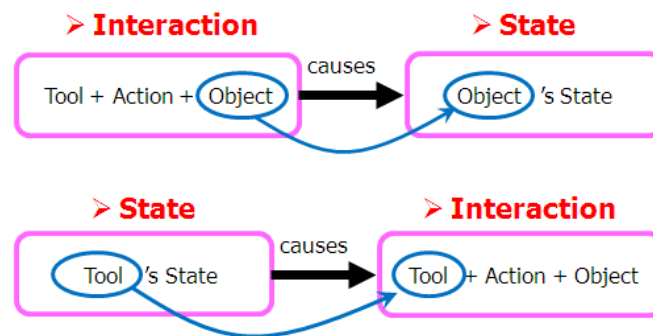 ➢ Interaction
➢ State
causes
Tool + Action + Object
Object 's State
➢ State
➢ Interaction
causes
Tool 's State
Tool + Action + Object